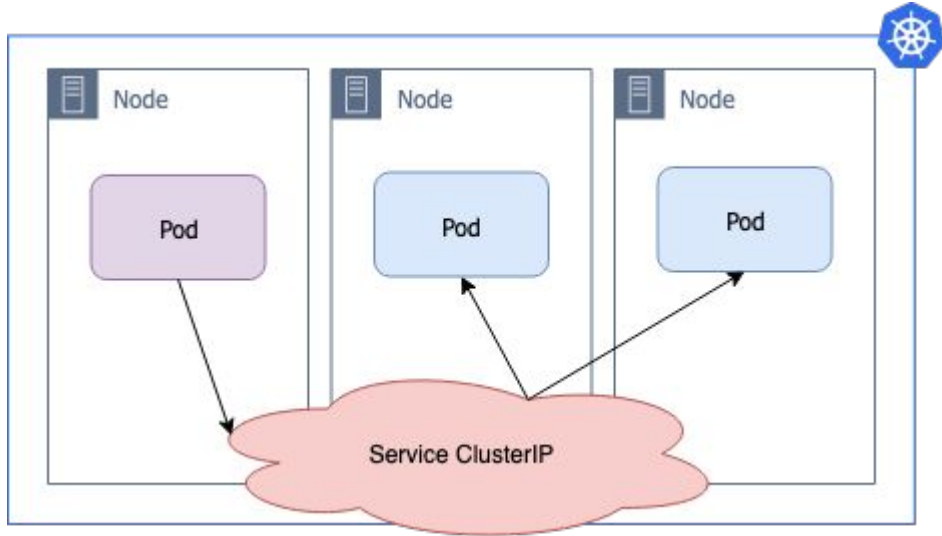 Node
Node
Node
Pod
Pod
Pod
Service ClusterIP